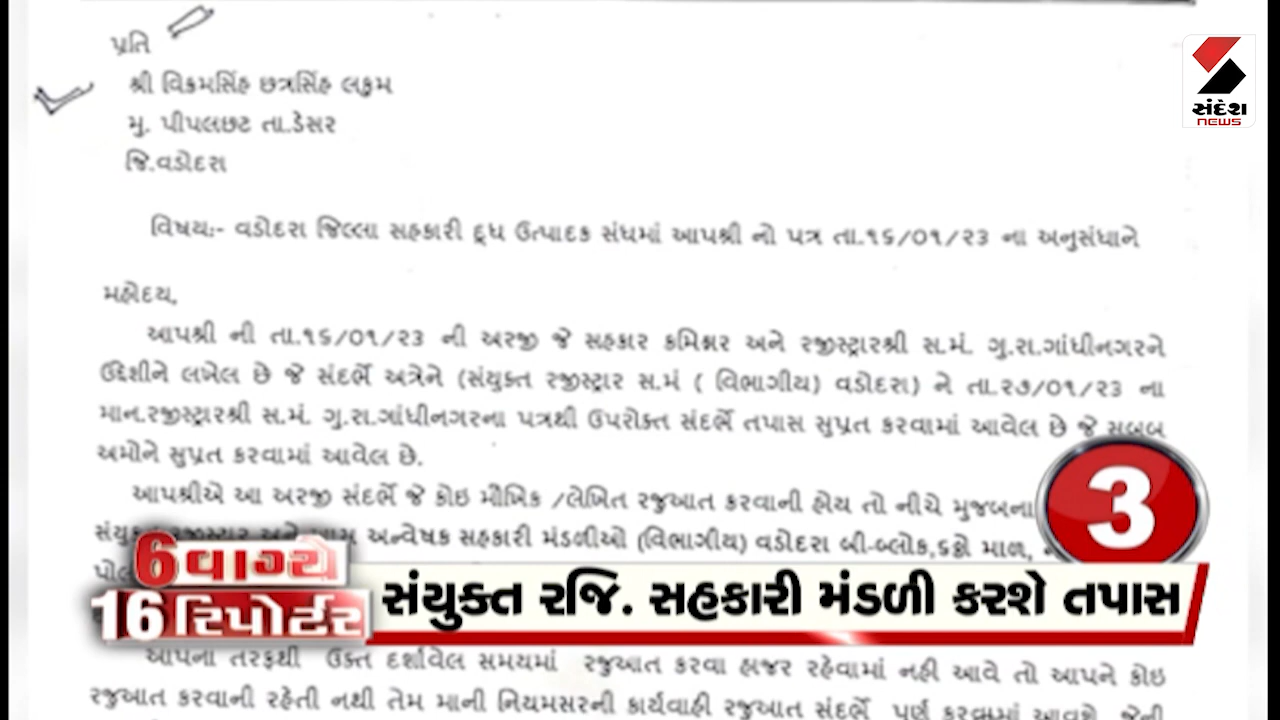 પ્રતિ
શ્રી વિક્રમસિંહ છત્રસિંહ લકુમ
મુ. પીપલછટ તા.ડેસર
જિ.વડોદરા
સંદેશ
NEWS
વિષય:- વડોદરા જિલ્લા સહકારી દૂધ ઉત્પાદક સંઘમાં આપશ્રી નો પત્ર તા.૧૬/૦૧/૨૩ ના અનુસંધાને
મહોદય,
આપશ્રી ની તા.૧૬/૦૧/૨૩ ની અરજી જે સહકાર કમિશ્નર અને રજીસ્ટ્રારશ્રી સ.મં. ગુ.રા.ગાંધીનગરને
ઉદ્દેશીને લખેલ છે જે સંદર્ભે અત્રેને (સંયુક્ત રજીસ્ટ્રાર સ.મં ( વિભાગીય) વડોદરા) ને તા.૨૭/૦૧/૨૩ ના
માન.રજીસ્ટ્રારશ્રી સ.મં. ગુ.રા.ગાંધીનગરના પત્રથી ઉપરોક્ત સંદર્ભે તપાસ સુપ્રત કરવામાં આવેલ છે જે સબબ
અમોને સુપ્રત કરવામાં આવેલ છે.
આપશ્રીએ આ અરજી સંદર્ભે જે કોઇ મૌખિક /લેખિત રજુઆત કરવાની હોય તો નીચે મુજબના
અન્વેષક સહકારી મંડળીઓ (વિભાગીય) વડોદરા બી-બ્લોક,૬ઠ્ઠો માળ,
3
6વાગ્યે
16 રિપોર્ટર
સંયુક્ત રજિ. સહકારી મંડળી કરશે તપાસ
આપના તરફથી ઉક્ત દર્શાવેલ સમયમાં રજુઆત કરવા હાજર રહેવામાં નહી આવે તો આપને કોઇ
રજુઆત કરવાની રહેતી નથી તેમ માની નિયમસરની કાર્યવાહી રજુઆત સંદર્ભે પૂર્ણ કરવામાં આવશે. જેની